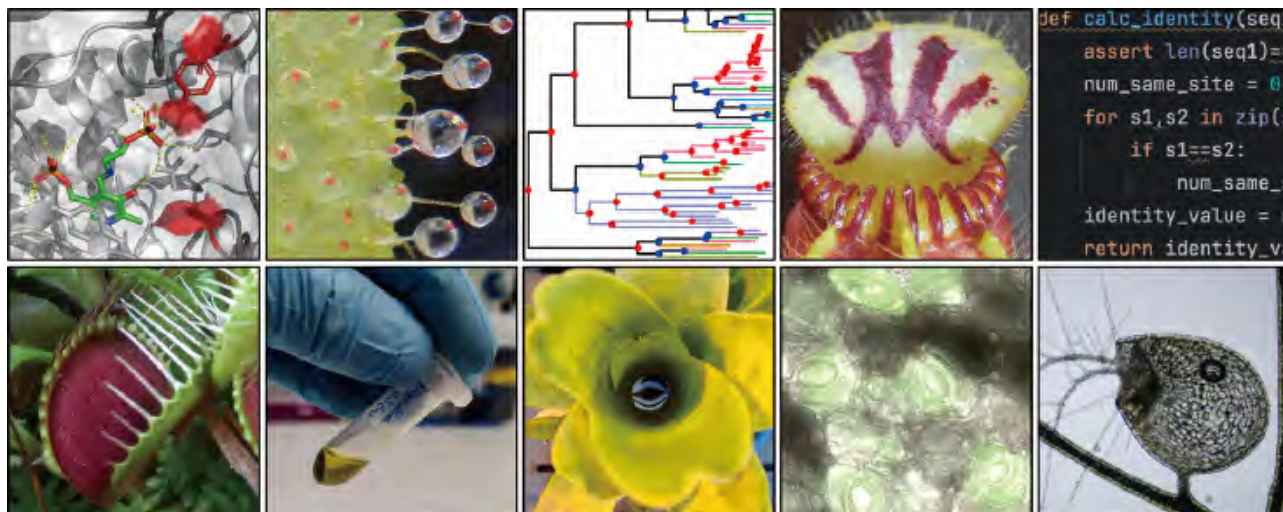 def calc_identity(seq
assert len(seq1)=
num_same_site = 0
for s1,s2 in zip(s
if s1==s2:
num_same_
identity_value =
return identity_v